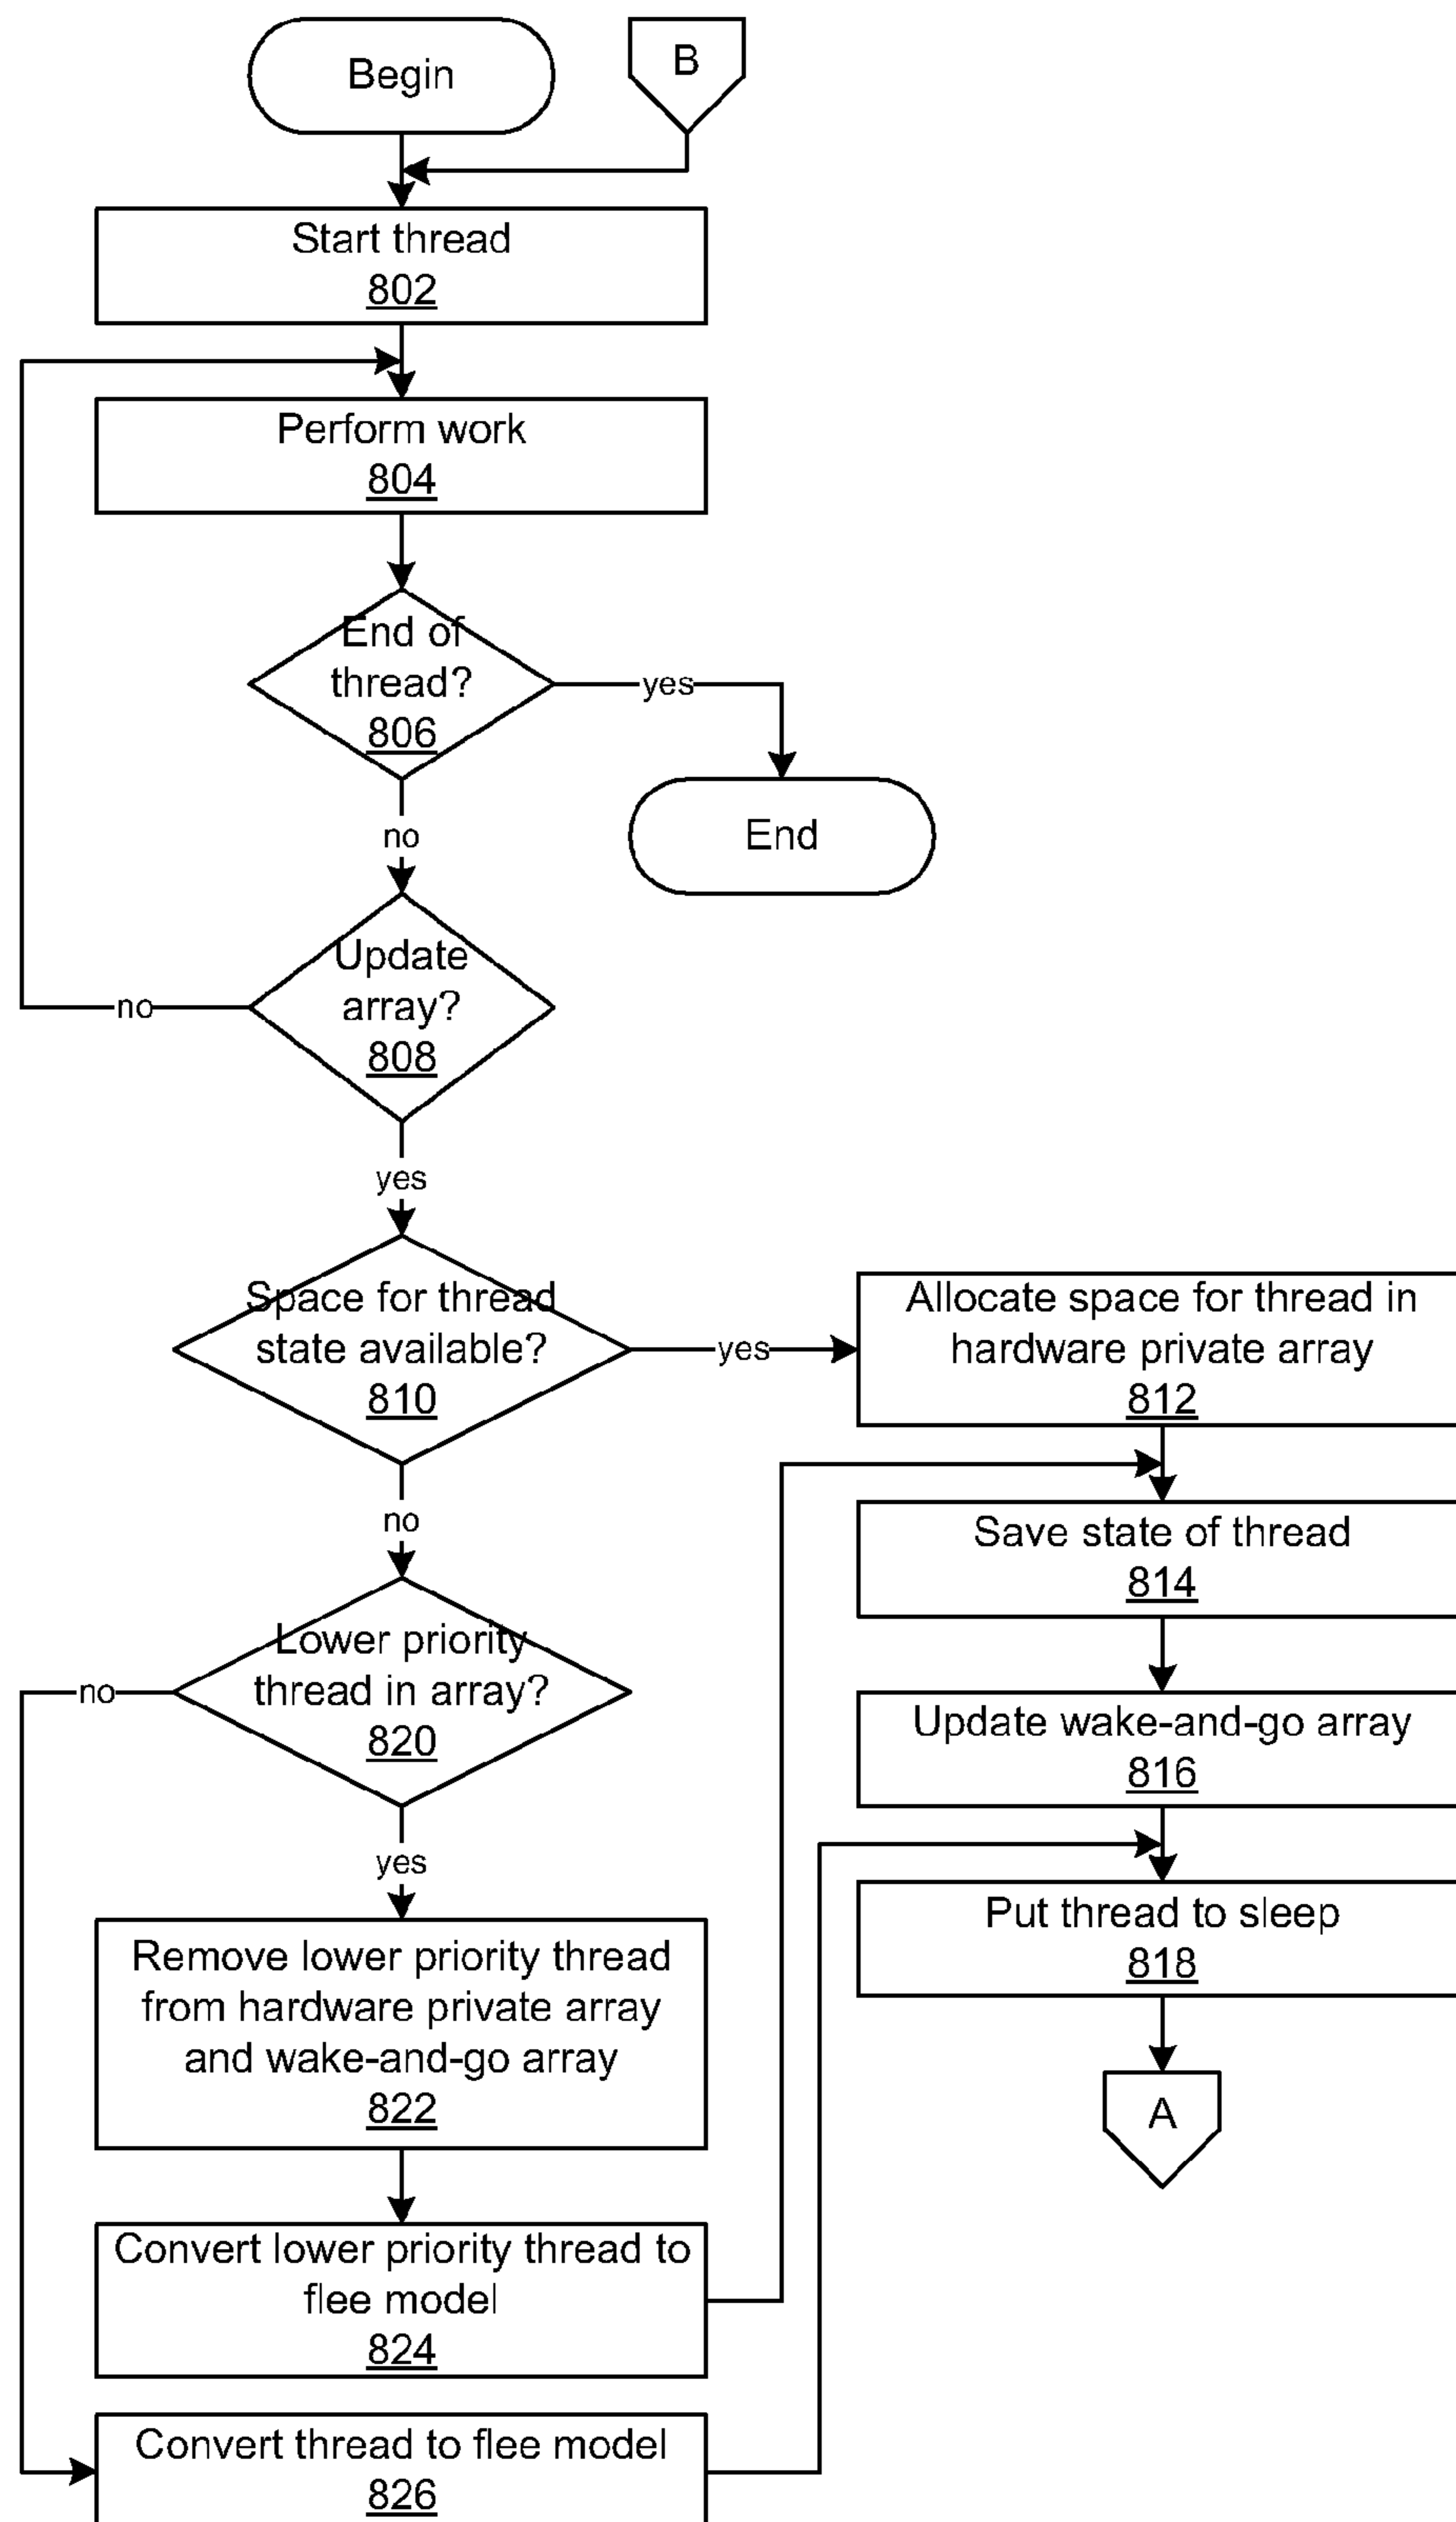 Begin
B
Start thread
802
Perform work
804
End of
thread?
806
yes
End
no
Update
array?
808
no
yes
Space for thread
state available?
810
yes
Allocate space for thread in
hardware private array
812
no
Save state of thread
814
Lower priority
thread in array?
820
no
Update wake-and-go array
816
yes
Put thread to sleep
818
Remove lower priority thread
from hardware private array
and wake-and-go array
822
A
Convert lower priority thread to
flee model
824
Convert thread to flee model
826